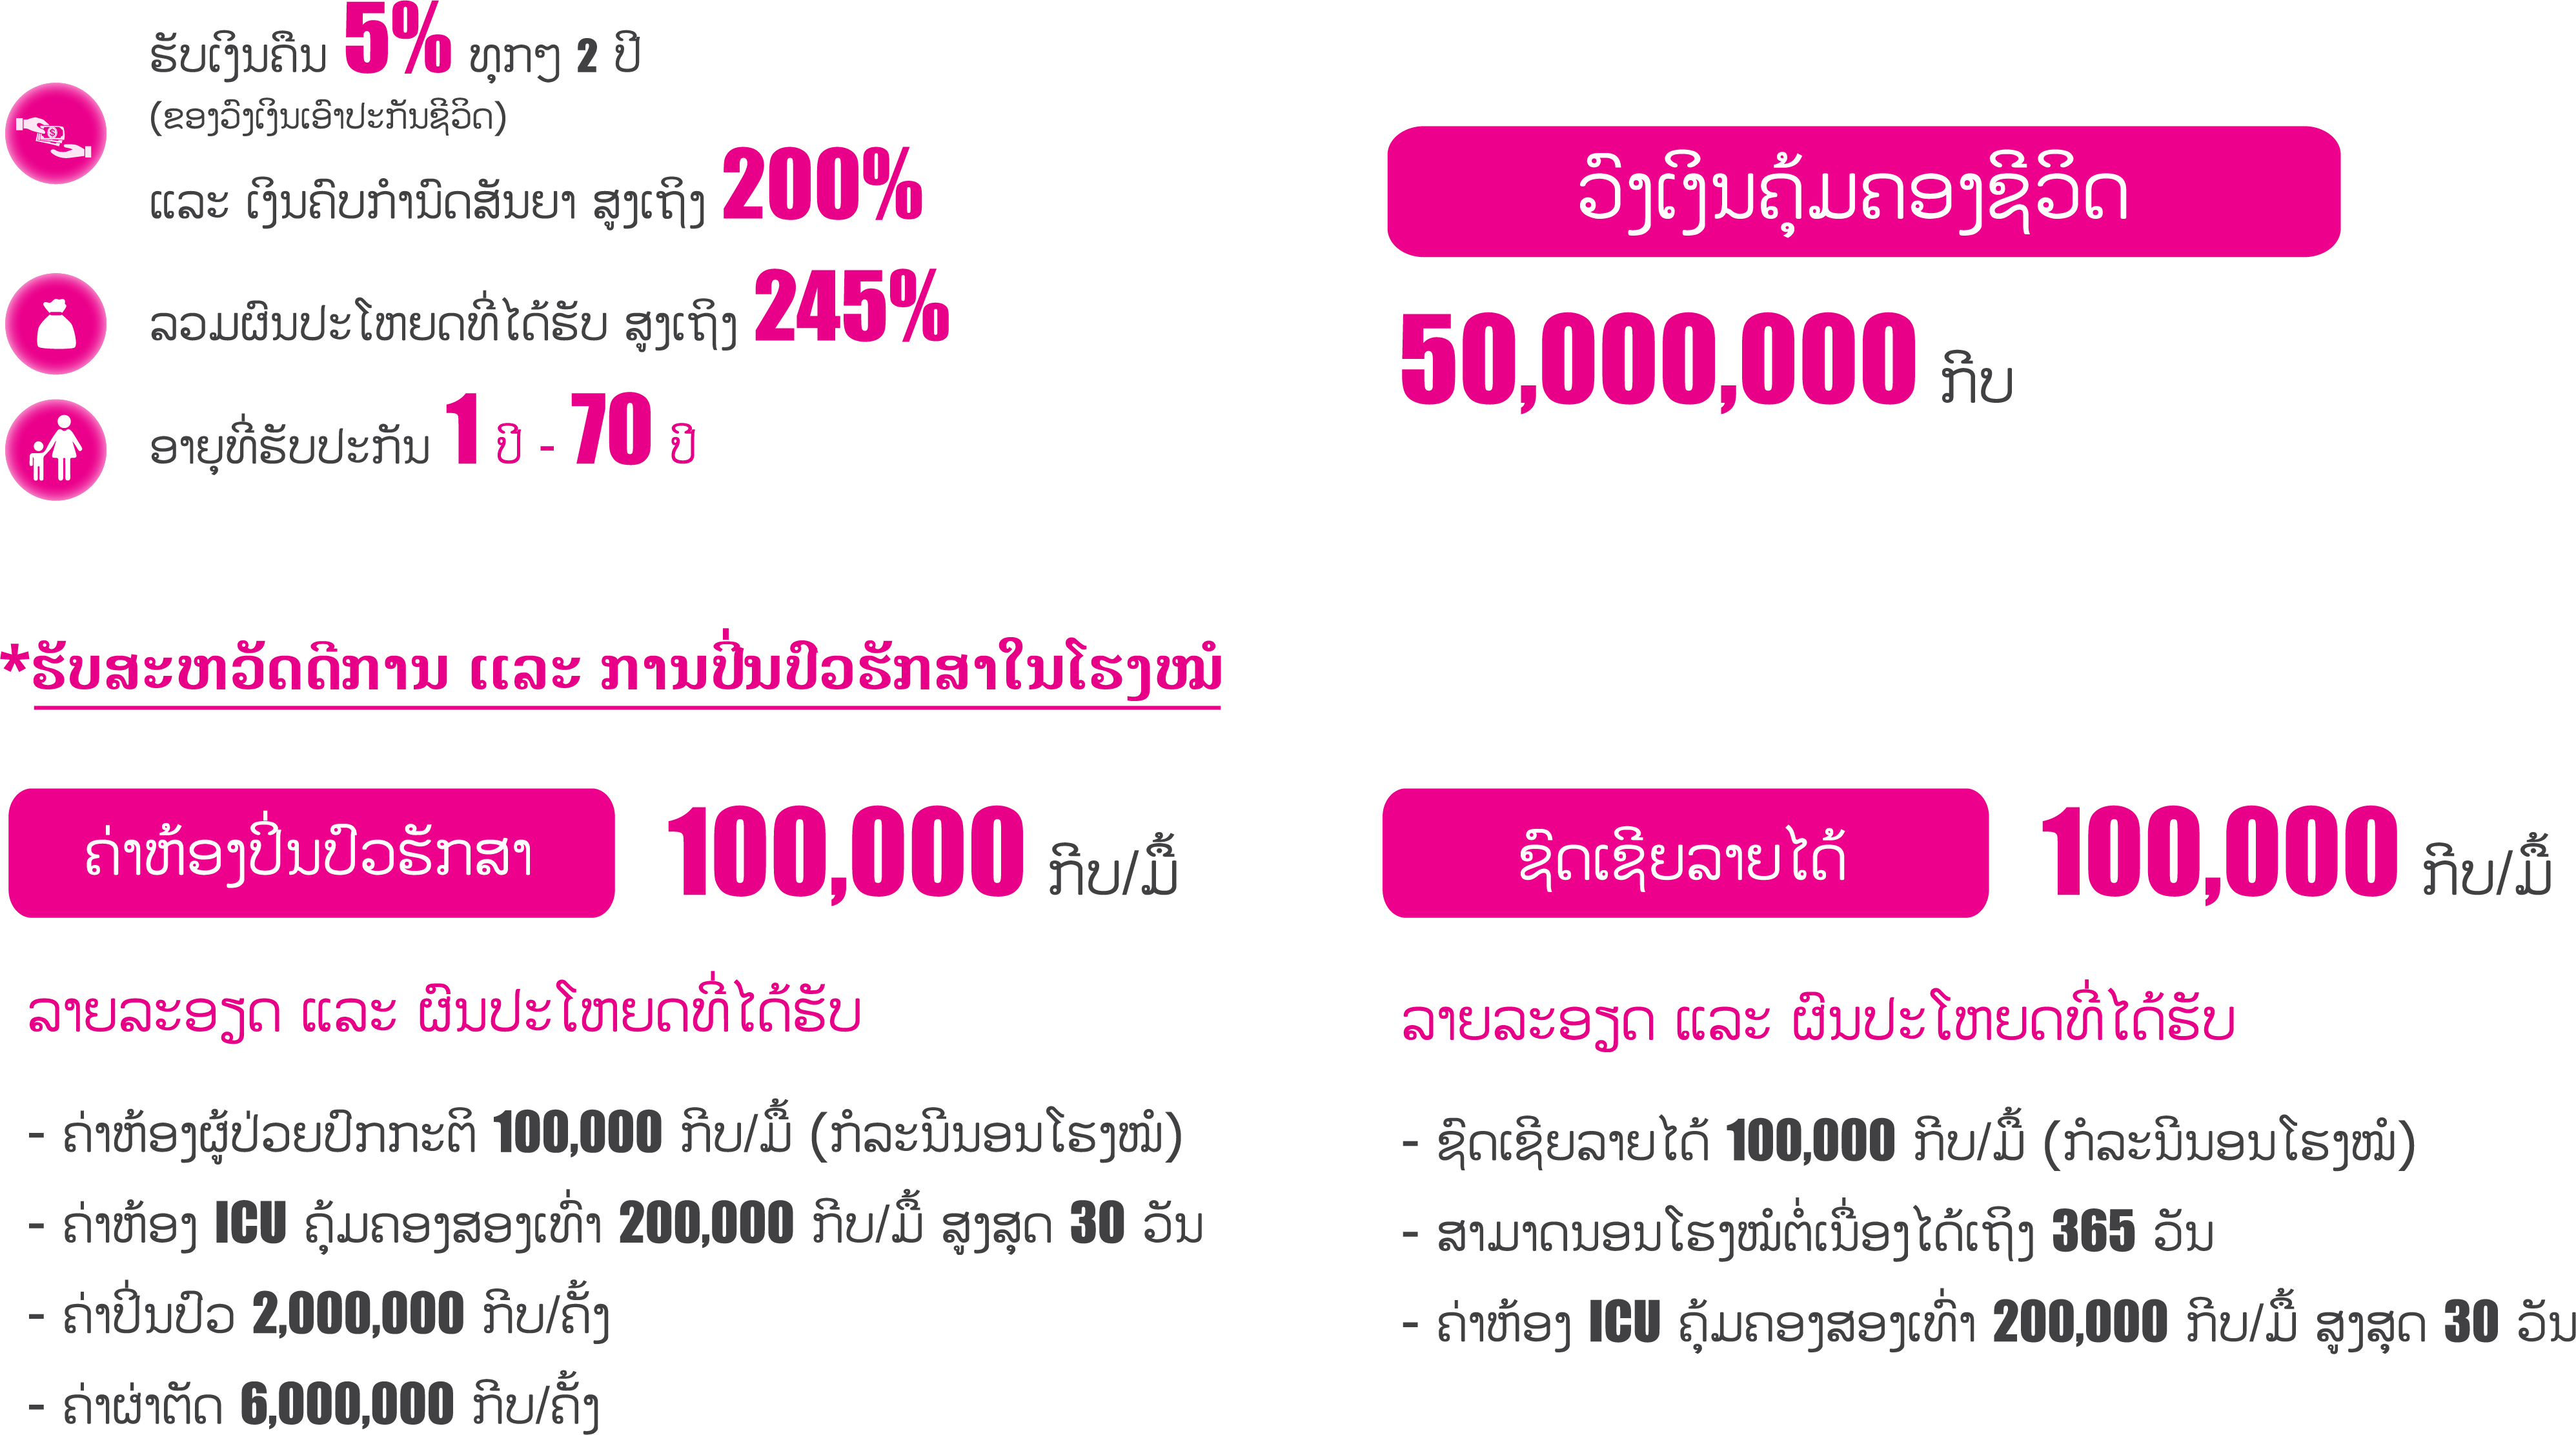 ຮັບເງິນຄືນ 5% ທຸກໆ 2 ປີ
(ຂອງວົງເງິນເອົາປະກັນຊີວິດ)
ແລະ ເງິນຄົບກຳນົດສັນຍາ ສູງເຖິງ 200%
ລວມຜົນປະໂຫຍດທີ່ໄດ້ຮັບ ສູງເຖິງ 245%
ອາຍຸທີ່ຮັບປະກັນ 1 ປີ - 70 ປີ
ວົງເງິນຄຸ້ມຄອງຊີວິດ
50,000,000 ກີບ
*ຮັບສະຫວັດດີການ ແລະ ການປິ່ນປົວຮັກສາໃນໂຮງໝໍ
ຄ່າຫ້ອງປິ່ນປົວຮັກສາ 100,000 ກີບ/ມື້
ລາຍລະອຽດ ແລະ ຜົນປະໂຫຍດທີ່ໄດ້ຮັບ
- ຄ່າຫ້ອງຜູ້ປ່ວຍປົກກະຕິ 100,000 ກີບ/ມື້ (ກໍລະນີນອນໂຮງໝໍ)
- ຄ່າຫ້ອງ ICU ຄຸ້ມຄອງສອງເທົ່າ 200,000 ກີບ/ມື້ ສູງສຸດ 30 ວັນ
- ຄ່າປິ່ນປົວ 2,000,000 ກີບ/ຄັ້ງ
- ຄ່າຜ່າຕັດ 6,000,000 ກີບ/ຄັ້ງ
ຊົດເຊີຍລາຍໄດ້ 100,000 ກີບ/ມື້
ລາຍລະອຽດ ແລະ ຜົນປະໂຫຍດທີ່ໄດ້ຮັບ
- ຊົດເຊີຍລາຍໄດ້ 100,000 ກີບ/ມື້ (ກໍລະນີນອນໂຮງໝໍ)
- ສາມາດນອນໂຮງໝໍຕໍ່ເນື່ອງໄດ້ເຖິງ 365 ວັນ
- ຄ່າຫ້ອງ ICU ຄຸ້ມຄອງສອງເທົ່າ 200,000 ກີບ/ມື້ ສູງສຸດ 30 ວັນ